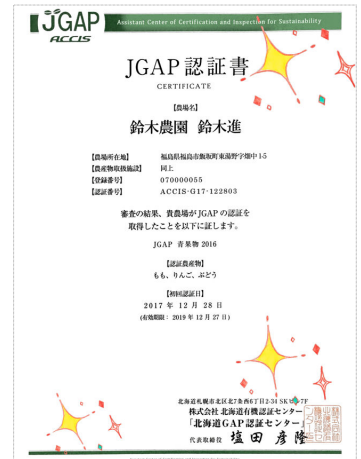 JGAP
ACCIS
Assistant Center of Certification and Inspection for Sustainability
JGAP認証書
CERTIFICATE
【農場名】
鈴木農園 鈴木進
【農場所在地】 福島県福島市飯坂町東湯野字畑中1-5
【農産物取扱施設】 同上
【登録番号】 070000055
【認証番号】 ACCIS-G17-122803
審査の結果、貴農場がJGAPの認証を
取得したことを以下に証します。
JGAP 青果物 2016
【認証農産物】
もも、りんご、ぶどう
【初回認証日】
2017 年 12 月 28 日
(有効期限： 2019 年 12 月 27 日)
北海道札幌市北区北7条西6丁目2-34 SKビル7F
株式会社 北海道有機認証センター
「北海道GAP認証センター」
代表取締役 塩田 彦隆